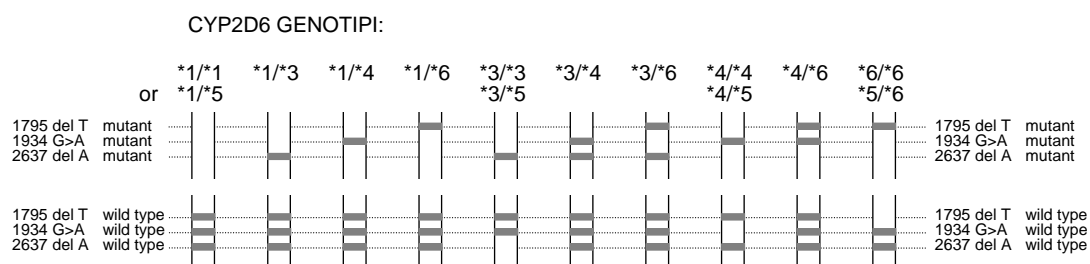 CYP2D6 GENOTIPI:
*1/*1 *1/*3 *1/*4 *1/*6 *3/*3 *3/*4 *3/*6 *4/*4 *4/*6 *6/*6
or *1/*5 *3/*5 *4/*5 *5/*6
1795 del T mutant 1795 del T mutant
1934 G>A mutant 1934 G>A mutant
2637 del A mutant 2637 del A mutant
1795 del T wild type 1795 del T wild type
1934 G>A wild type 1934 G>A wild type
2637 del A wild type 2637 del A wild type